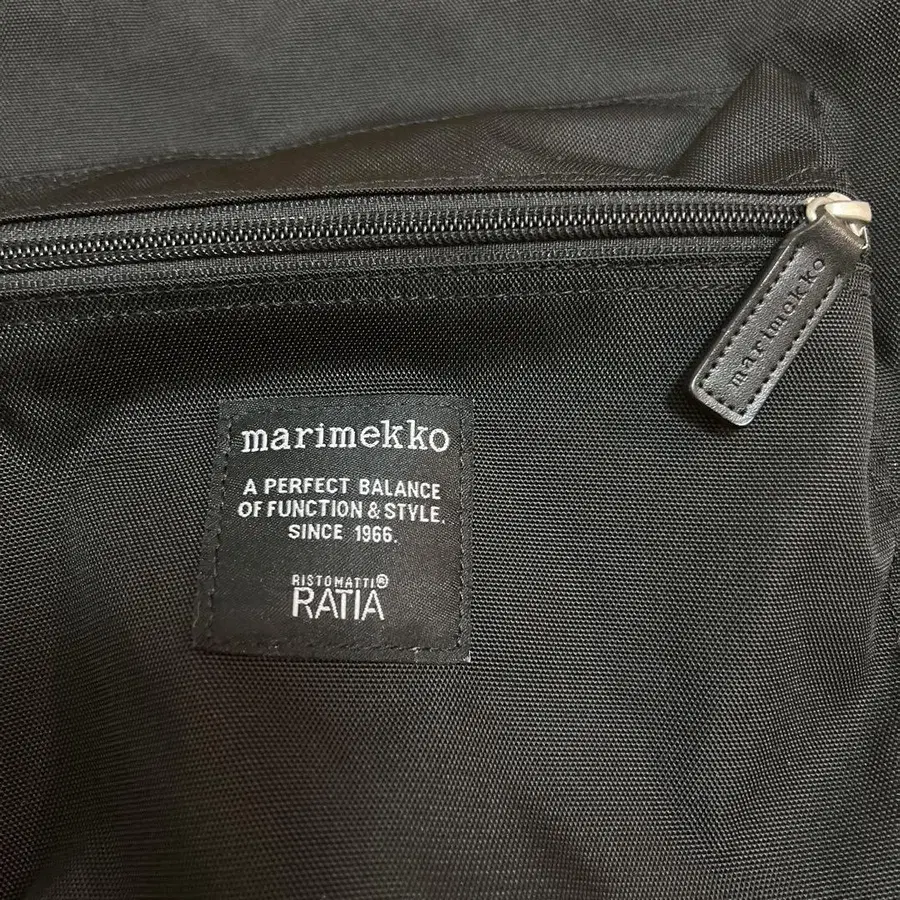 marimekko
marimekko
A PERFECT BALANCE
OF FUNCTION & STYLE.
SINCE 1966.
RISTOMATTI®
RATIA